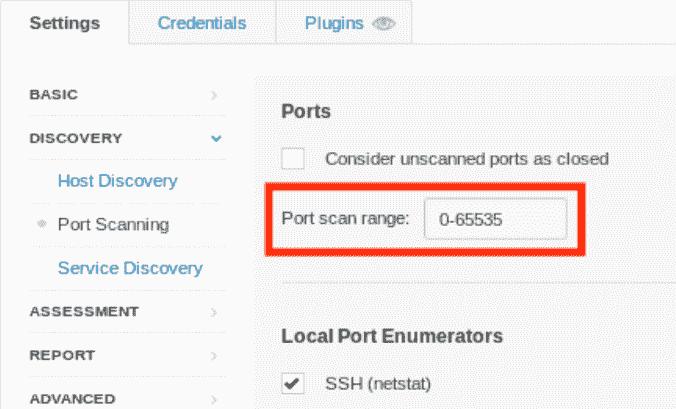 Settings
Credentials
Plugins
BASIC
DISCOVERY
Host Discovery
Port Scanning
Service Discovery
ASSESSMENT
REPORT
ADVANCED
Ports
Consider unscanned ports as closed
Port scan range: 0-65535
Local Port Enumerators
SSH (netstat)